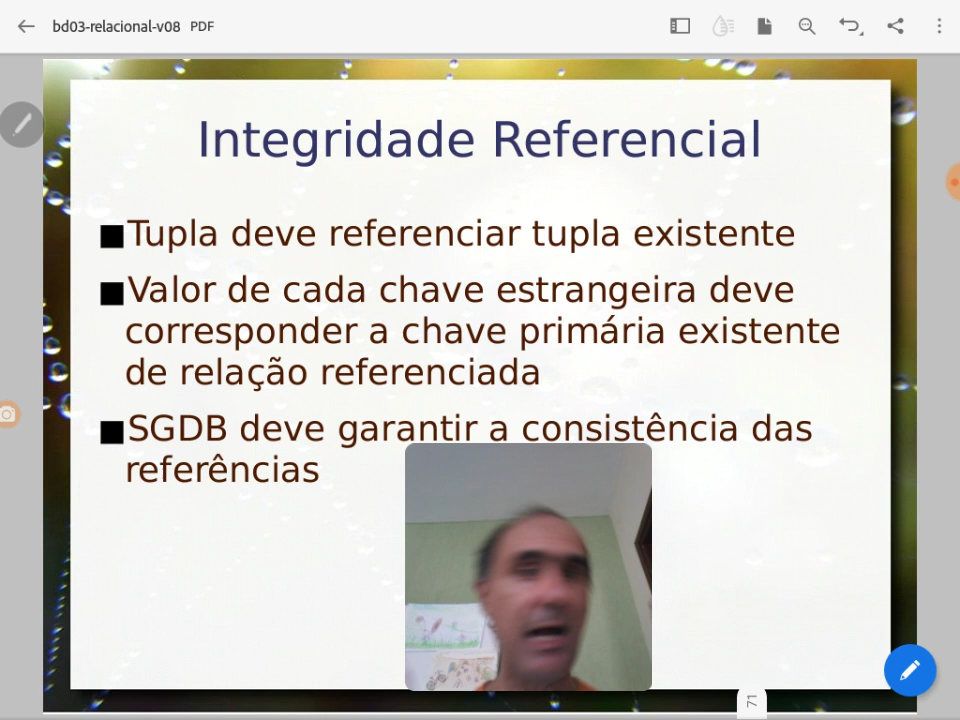 bd03-relacional-v08 PDF
Integridade Referencial
■Tupla deve referenciar tupla existente
■Valor de cada chave estrangeira deve
corresponder a chave primária existente
de relação referenciada
■SGDB deve garantir a consistência das
referências
71